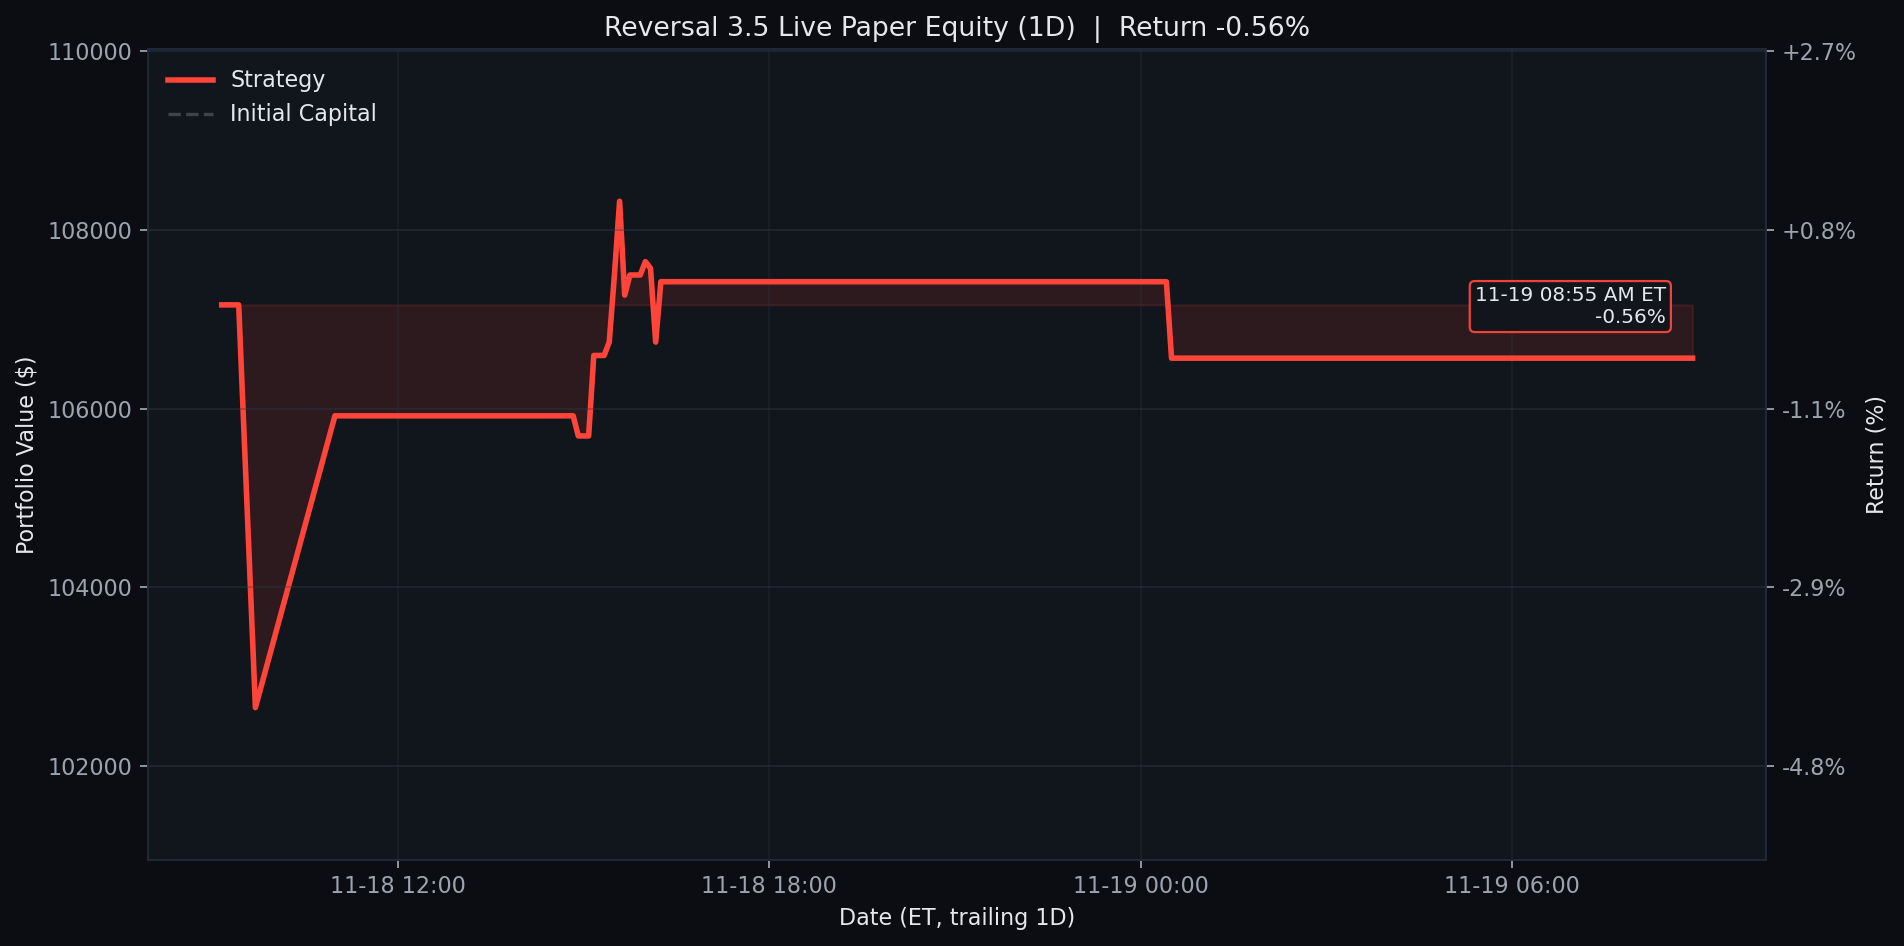 Reversal 3.5 Live Paper Equity (1D)  |  Return -0.56%
Strategy
Initial Capital
110000
108000
106000
104000
102000
Portfolio Value ($)
+2.7%
+0.8%
-1.1%
-2.9%
-4.8%
Return (%)
11-19 08:55 AM ET
-0.56%
11-18 12:00
11-18 18:00
11-19 00:00
11-19 06:00
Date (ET, trailing 1D)